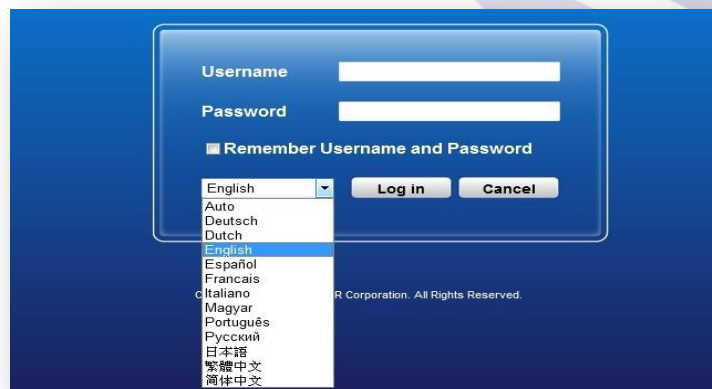 Username
Password
Remember Username and Password
English
Log in
Cancel
Auto
Deutsch
Dutch
English
Español
Francais
Italiano
Magyar
Português
Русский
日本語
繁體中文
简体中文
R Corporation. All Rights Reserved.